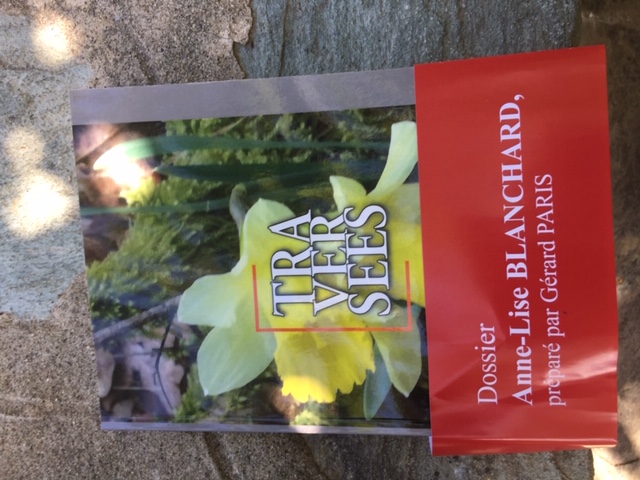 TRA
VER
SEES
Dossier
Anne-Lise BLANCHARD,
préparé par Gérard PARIS